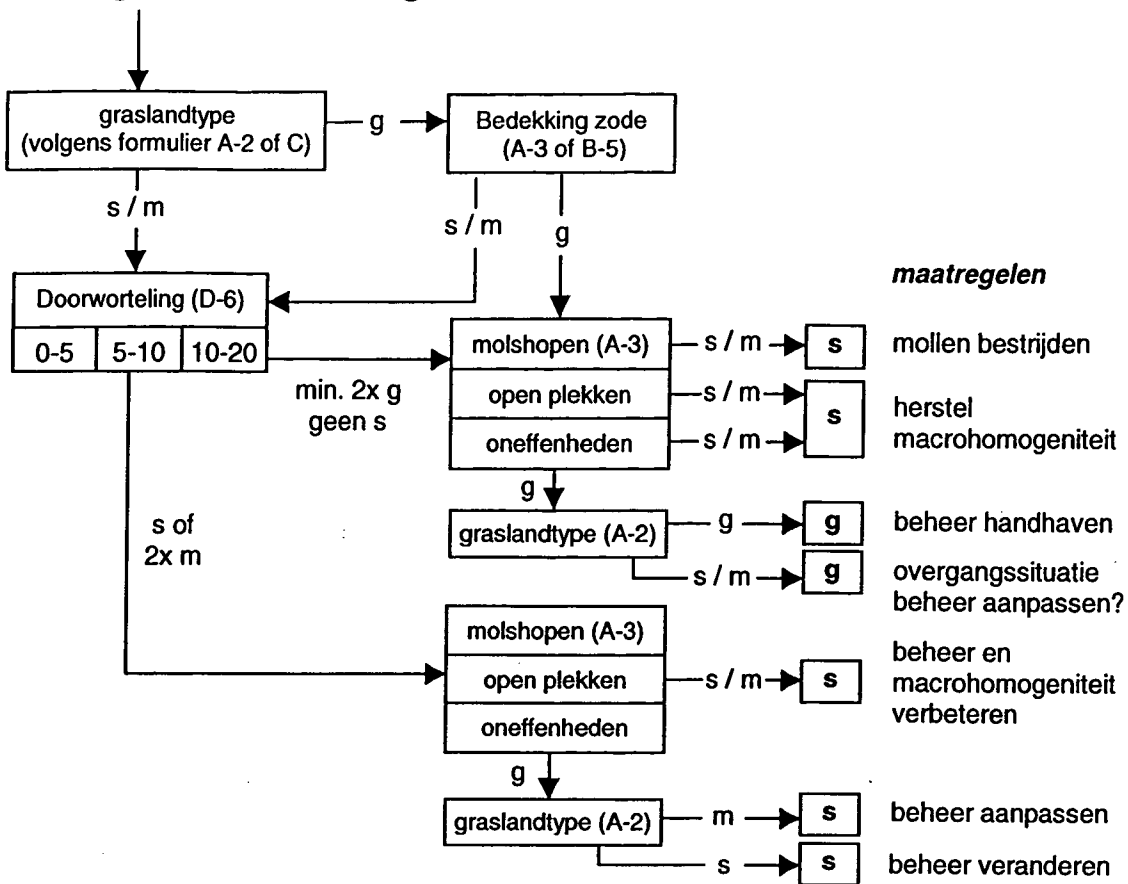 graslandtype
(volgens formulier A-2 of C)
g
Bedekking zode
(A-3 of B-5)
s / m
s / m
g
maatregelen
Doorworteling (D-6)
0-5 5-10 10-20
min. 2x g
geen s
molshopen (A-3)
s / m
s
mollen bestrijden
open plekken
s / m
s
herstel
macrohomogeniteit
oneffenheden
s / m
g
s of
2x m
graslandtype (A-2)
g
g
beheer handhaven
s / m
g
overgangssituatie
beheer aanpassen?
molshopen (A-3)
open plekken
oneffenheden
s / m
s
beheer en
macrohomogeniteit
verbeteren
g
graslandtype (A-2)
m
s
beheer aanpassen
s
s
beheer veranderen